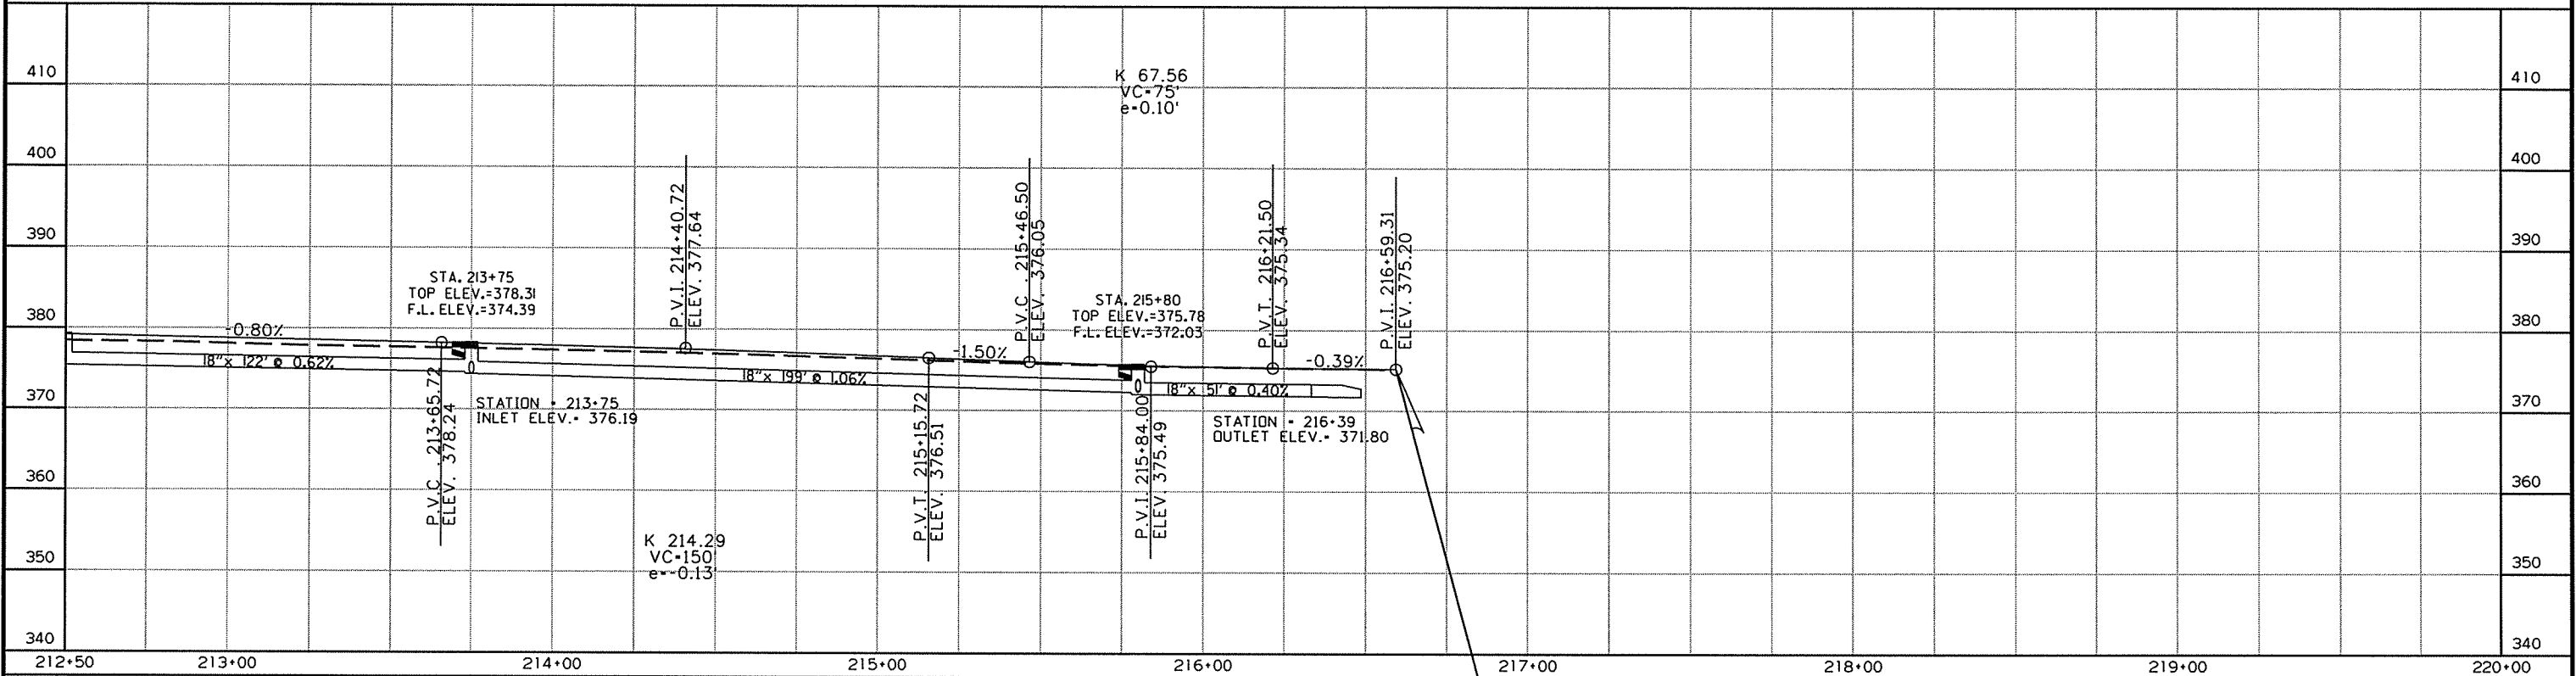 K 67.56
VC=75'
e=0.10'
410
410
400
400
390
390
380
380
370
370
360
360
350
350
340
340
P.V.I. 214+40.72
ELEV. 377.64
P.V.C. 215+46.50
ELEV. 376.05
P.V.T. 216+21.50
ELEV. 375.34
P.V.I. 216+59.31
ELEV. 375.20
STA. 213+75
TOP ELEV.=378.31
F.L. ELEV.=374.39
STA. 215+80
TOP ELEV.=375.78
F.L. ELEV.=372.03
-0.80%
-1.50%
-0.39%
18"x 122' @ 0.62%
18"x 199' @ 1.06%
18"x 51' @ 0.40%
STATION = 213+75
INLET ELEV.= 376.19
STATION = 216+39
OUTLET ELEV.= 371.80
P.V.C. 213+65.72
ELEV. 378.24
P.V.T. 215+15.72
ELEV. 376.51
P.V.I. 215+84.00
ELEV 375.49
K 214.29
VC=150'
e=-0.13'
212+50
213+00
214+00
215+00
216+00
217+00
218+00
219+00
220+00